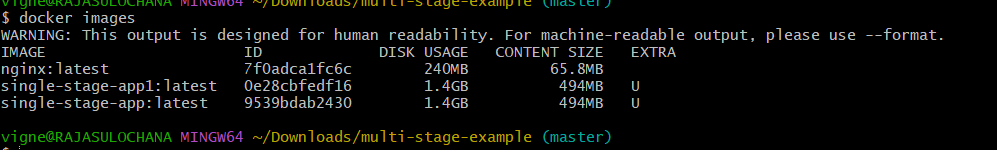 vigne@RAJASULOCHANA MINGW64 ~/Downloads/multi-stage-example (master)
$ docker images
WARNING: This output is designed for human readability. For machine-readable output, please use --format.
IMAGE ID DISK USAGE CONTENT SIZE EXTRA
nginx:latest 7f0adca1fc6c 240MB 65.8MB
single-stage-app1:latest 0e28cbfedf16 1.4GB 494MB U
single-stage-app:latest 9539bdab2430 1.4GB 494MB U
vigne@RAJASULOCHANA MINGW64 ~/Downloads/multi-stage-example (master)
$